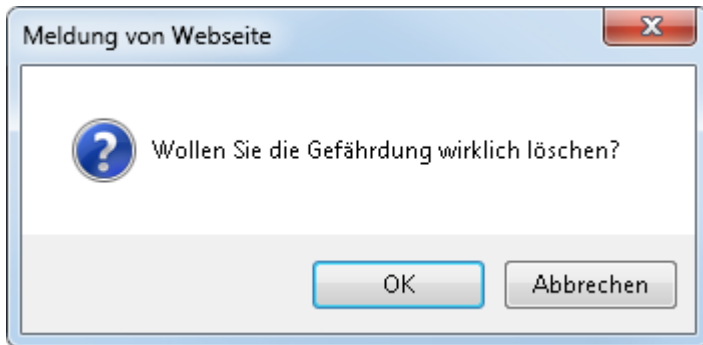 Meldung von Webseite
Wollen Sie die Gefährdung wirklich löschen?
OK
Abbrechen